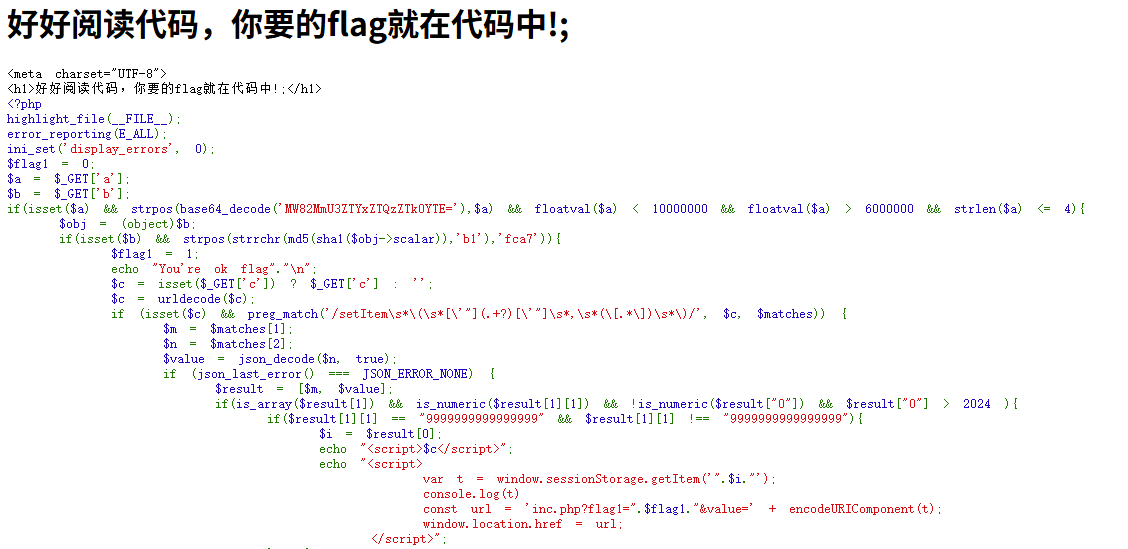 好好阅读代码，你要的flag就在代码中!;
<meta charset="UTF-8">
<h1>好好阅读代码，你要的flag就在代码中!;</h1>
<?php
highlight_file(__FILE__);
error_reporting(E_ALL);
ini_set('display_errors', 0);
$flag1 = 0;
$a = $_GET['a'];
$b = $_GET['b'];
if(isset($a) && strpos(base64_decode('MW82MmU3ZTYxZTQzZTk0YTE='),$a) && floatval($a) < 10000000 && floatval($a) > 6000000 && strlen($a) <= 4){
$obj = (object)$b;
if(isset($b) && strpos(strrchr(md5(sha1($obj->scalar)),'b1'),'fca7')){
$flag1 = 1;
echo "You're ok flag"."\n";
$c = isset($_GET['c']) ? $_GET['c'] : '';
$c = urldecode($c);
if (isset($c) && preg_match('/setItem\s*\(\s*[\'"](.+?)[\'"]\s*,\s*(\[.*\])\s*\)/', $c, $matches)) {
$m = $matches[1];
$n = $matches[2];
$value = json_decode($n, true);
if (json_last_error() === JSON_ERROR_NONE) {
$result = [$m, $value];
if(is_array($result[1]) && is_numeric($result[1][1]) && !is_numeric($result["0"]) && $result["0"] > 2024 ){
if($result[1][1] == "9999999999999999" && $result[1][1] !== "9999999999999999"){
$i = $result[0];
echo "<script>$c</script>";
echo "<script>
var t = window.sessionStorage.getItem('".$i."');
console.log(t)
const url = 'inc.php?flag1=".$flag1."&value=' + encodeURIComponent(t);
window.location.href = url;
</script>";